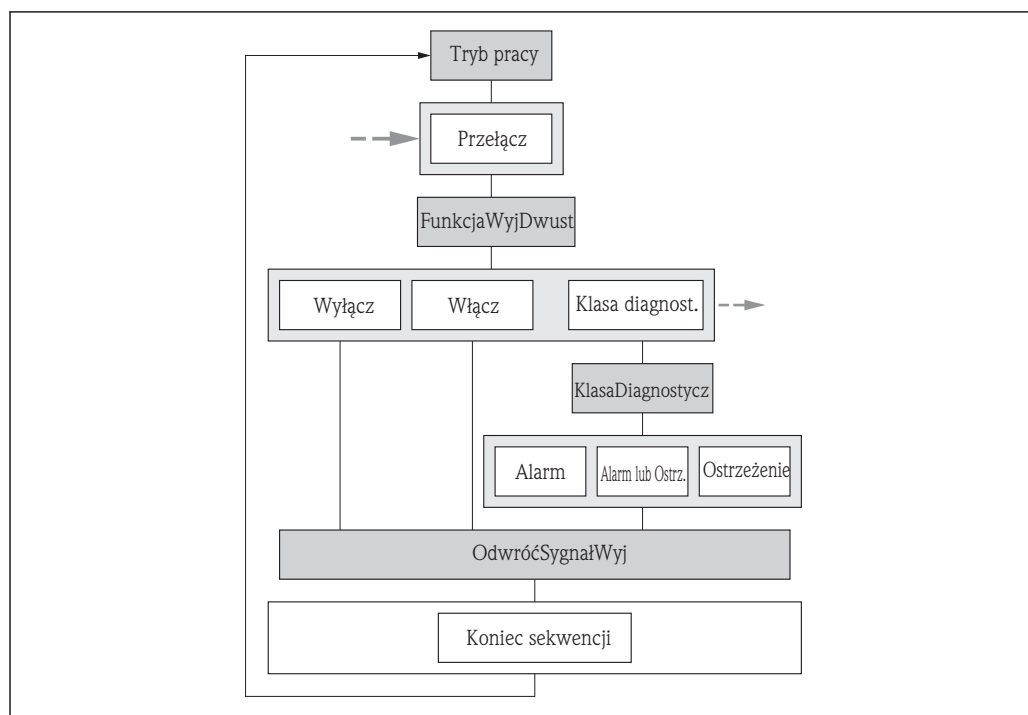 Tryb pracy
Przełącz
FunkcjaWyjDwust
Wyłącz
Włącz
Klasa diagnost.
KlasaDiagnostycz
Alarm
Alarm lub Ostrz.
Ostrzeżenie
OdwróćSygnałWyj
Koniec sekwencji